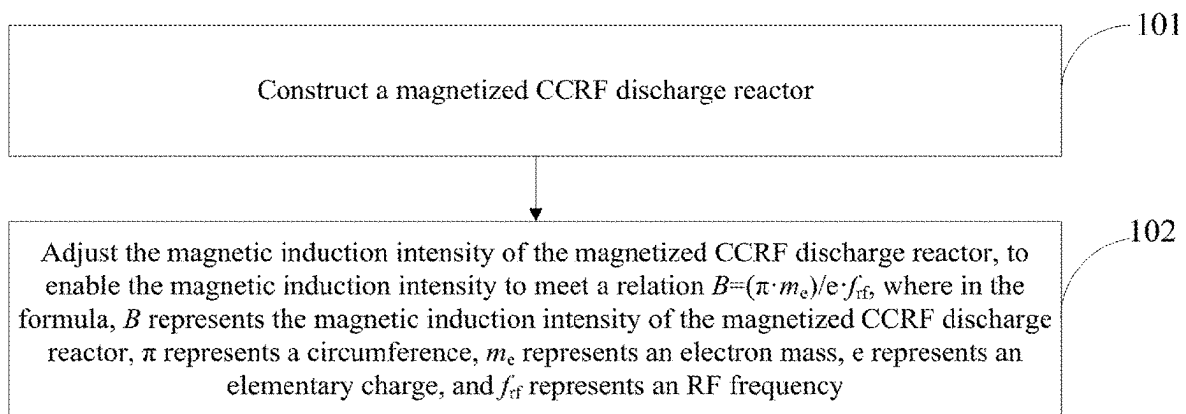 101
Construct a magnetized CCRF discharge reactor
102
Adjust the magnetic induction intensity of the magnetized CCRF discharge reactor, to
enable the magnetic induction intensity to meet a relation B=(π·mₑ)/e·f_rf, where in the
formula, B represents the magnetic induction intensity of the magnetized CCRF discharge
reactor, π represents a circumference, mₑ represents an electron mass, e represents an
elementary charge, and f_rf represents an RF frequency